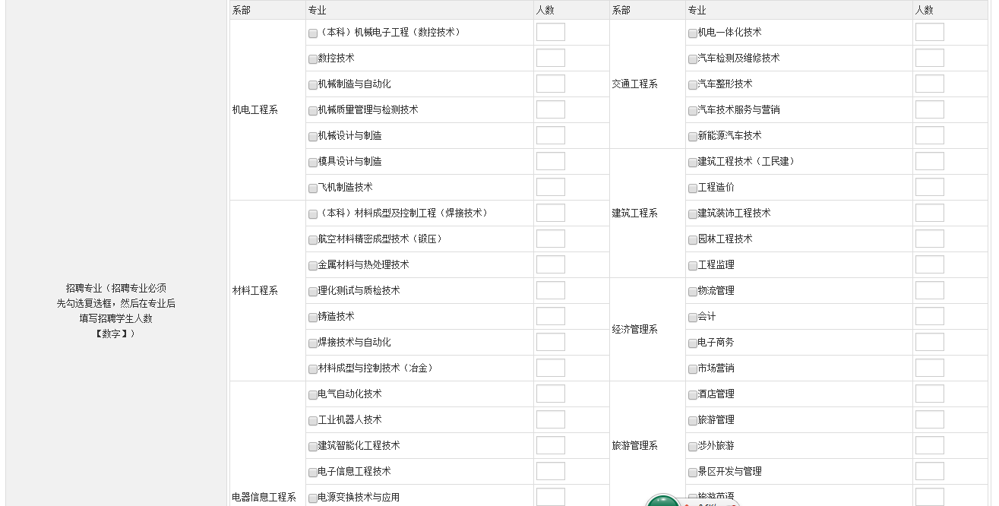 系部 专业 人数 系部 专业 人数
（本科）机械电子工程（数控技术） 机电一体化技术
数控技术 汽车检测及维修技术
机械制造与自动化 交通工程系 汽车整形技术
机电工程系 机械质量管理与检测技术 汽车技术服务与营销
机械设计与制造 新能源汽车技术
模具设计与制造 建筑工程技术（工民建）
飞机制造技术 工程造价
（本科）材料成型及控制工程（焊接技术） 建筑工程系 建筑装饰工程技术
航空材料精密成型技术（锻压） 园林工程技术
金属材料与热处理技术 工程监理
招聘专业（招聘专业必须 材料工程系 理化测试与质检技术 物流管理
先勾选复选框，然后在专业后
填写招聘学生人数 铸造技术 会计
【数字】） 经济管理系
焊接技术与自动化 电子商务
材料成型与控制技术（冶金） 市场营销
电气自动化技术 酒店管理
工业机器人技术 旅游管理
建筑智能化工程技术 旅游管理系 涉外旅游
电子信息工程技术 景区开发与管理
电器信息工程系 电源变换技术与应用 旅游英语